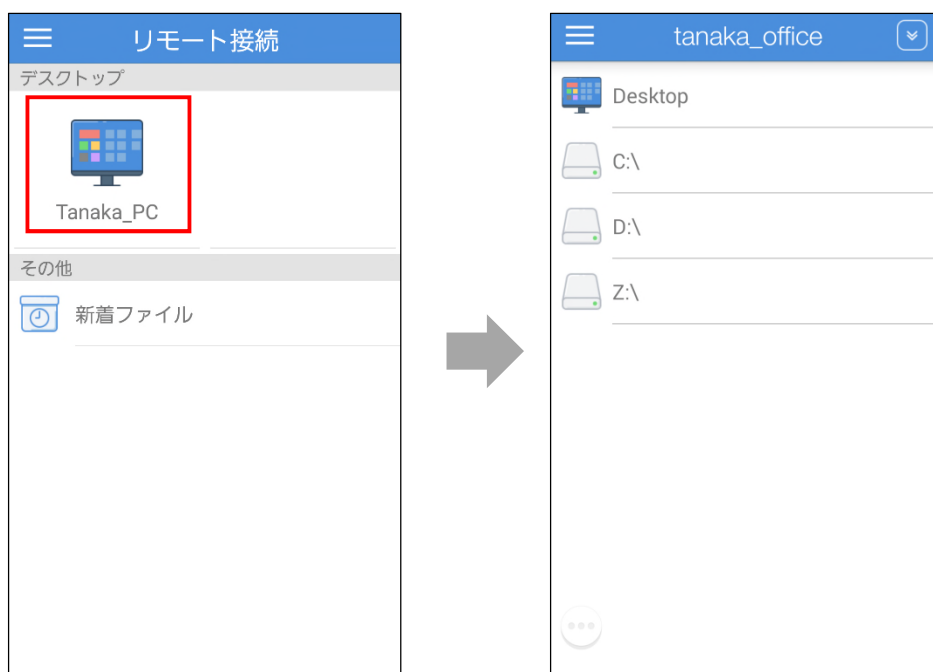 リモート接続
デスクトップ
Tanaka_PC
その他
新着ファイル
tanaka_office
Desktop
C:\
D:\
Z:\